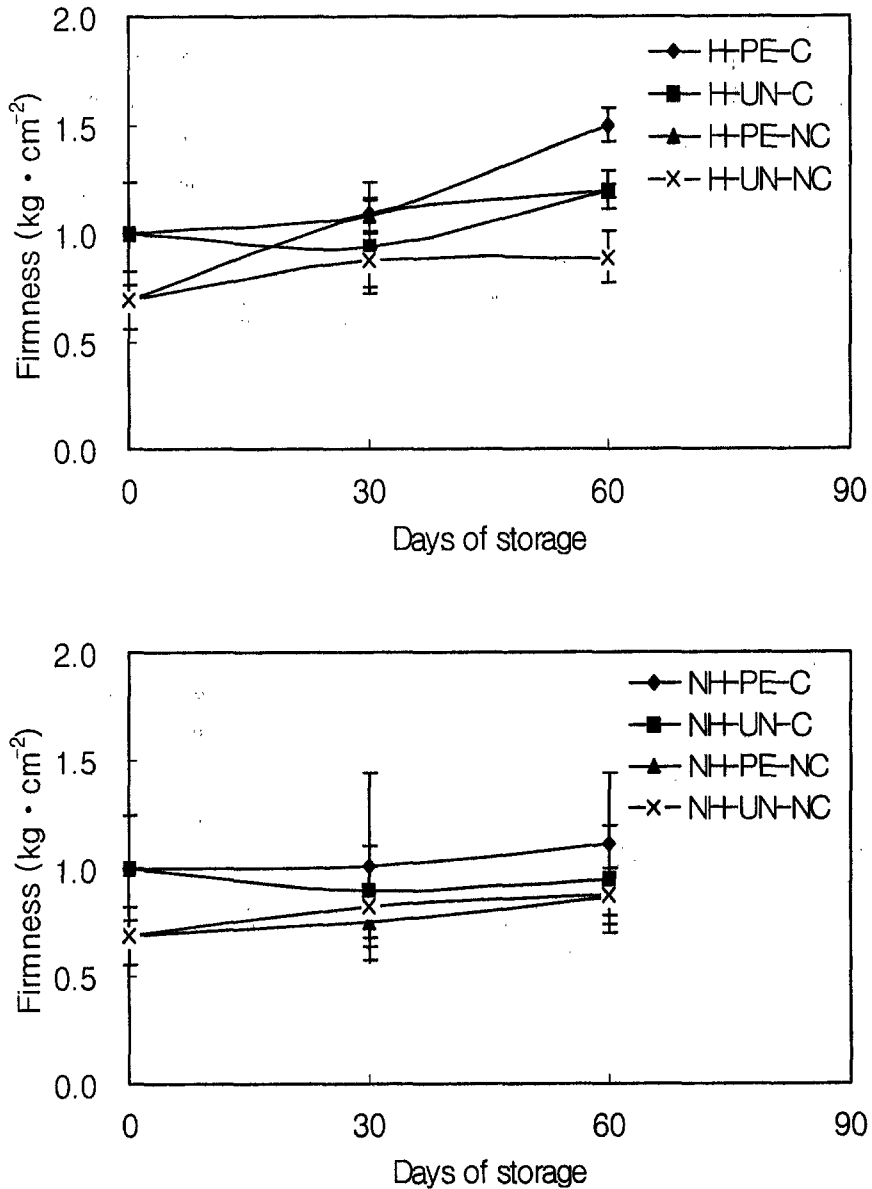 2.0
1.5
1.0
0.5
0.0
Firmness (kg • cm⁻²)
H-PE-C
H-UN-C
H-PE-NC
H-UN-NC
0 30 60 90
Days of storage
2.0
1.5
1.0
0.5
0.0
Firmness (kg • cm⁻²)
NH-PE-C
NH-UN-C
NH-PE-NC
NH-UN-NC
0 30 60 90
Days of storage